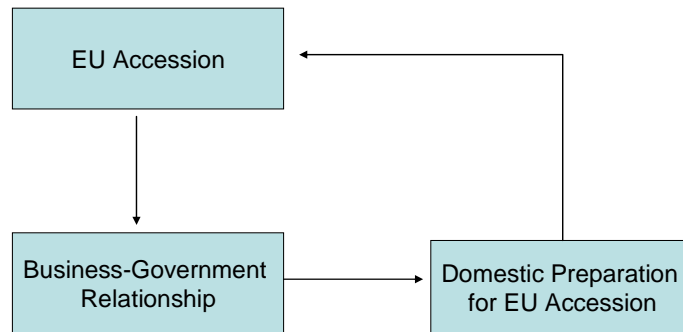 EU Accession
Business-Government
Relationship
Domestic Preparation
for EU Accession